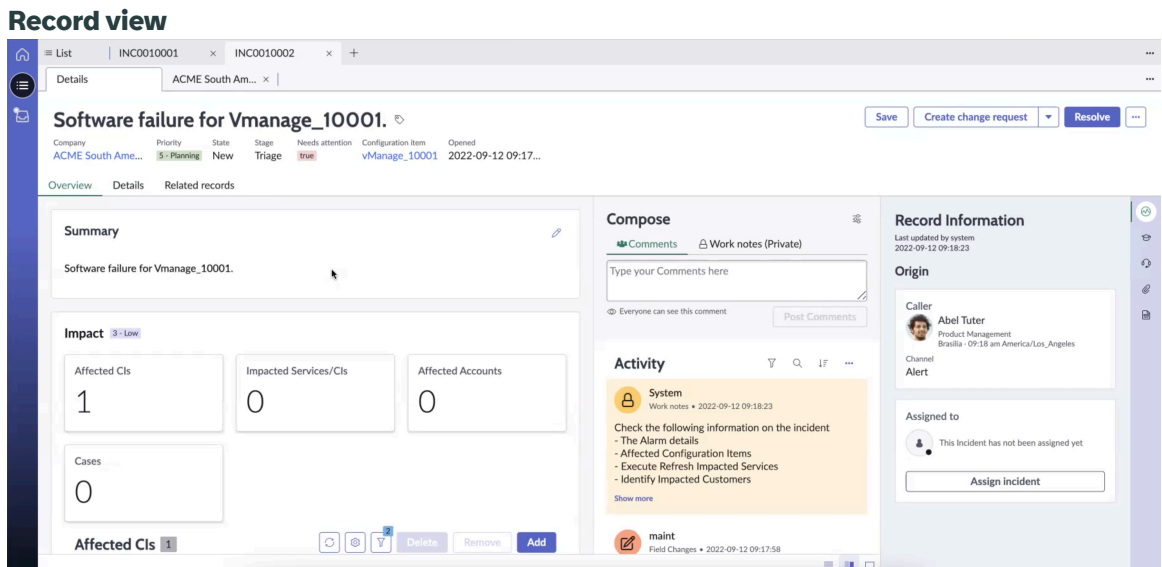 Record view
List
INC0010001
INC0010002
Details
ACME South Am...
Software failure for Vmanage_10001.
Save
Create change request
Resolve
Company
Priority
State
Stage
Needs attention
Configuration item
Opened
ACME South Ame...
5 - Planning
New
Triage
true
vManage_10001
2022-09-12 09:17...
Overview
Details
Related records
Summary
Software failure for Vmanage_10001.
Impact
3 - Low
Affected CIs
1
Impacted Services/CIs
0
Affected Accounts
0
Cases
0
Affected CIs 1
2
Delete
Remove
Add
Compose
Comments
Work notes (Private)
Type your Comments here
Everyone can see this comment
Post Comments
Activity
System
Work notes • 2022-09-12 09:18:23
Check the following information on the incident
- The Alarm details
- Affected Configuration Items
- Execute Refresh Impacted Services
- Identify Impacted Customers
Show more
maint
Field Changes • 2022-09-12 09:17:58
Record Information
Last updated by system
2022-09-12 09:18:23
Origin
Caller
Abel Tuter
Product Management
Brasilia - 09:18 am America/Los_Angeles
Channel
Alert
Assigned to
This Incident has not been assigned yet
Assign incident